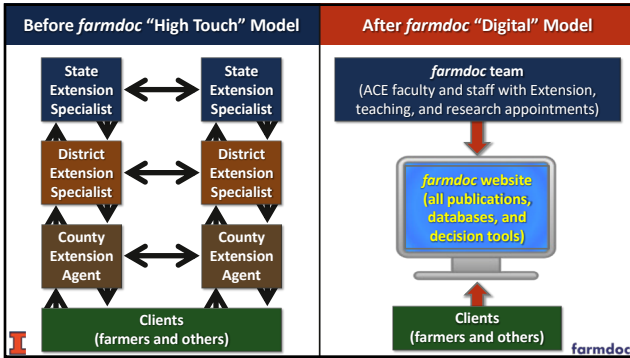 Before farmdoc “High Touch” Model
State
Extension
Specialist
State
Extension
Specialist
District
Extension
Specialist
District
Extension
Specialist
County
Extension
Agent
County
Extension
Agent
Clients
(farmers and others)
I
After farmdoc “Digital” Model
farmdoc team
(ACE faculty and staff with Extension,
teaching, and research appointments)
farmdoc website
(all publications,
databases, and
decision tools)
Clients
(farmers and others)
farmdoc